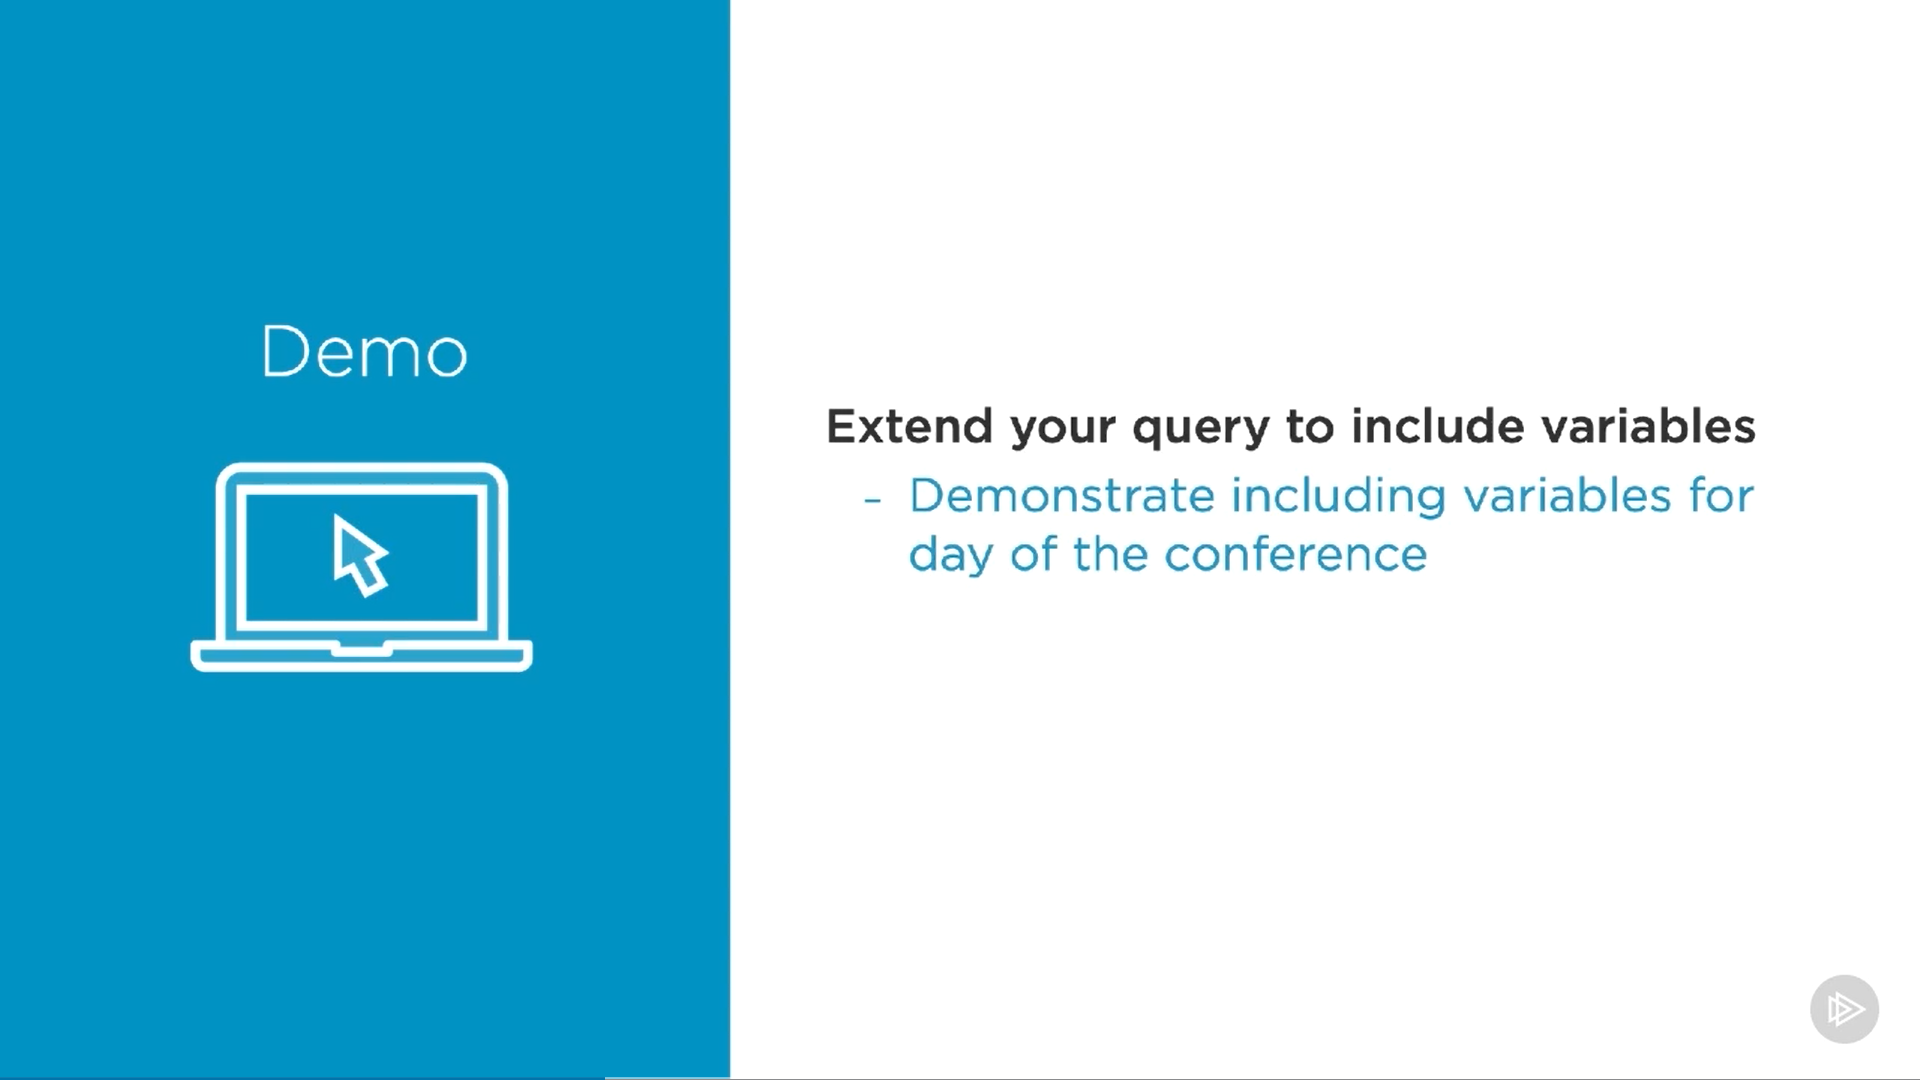 Demo
Extend your query to include variables
- Demonstrate including variables for
day of the conference